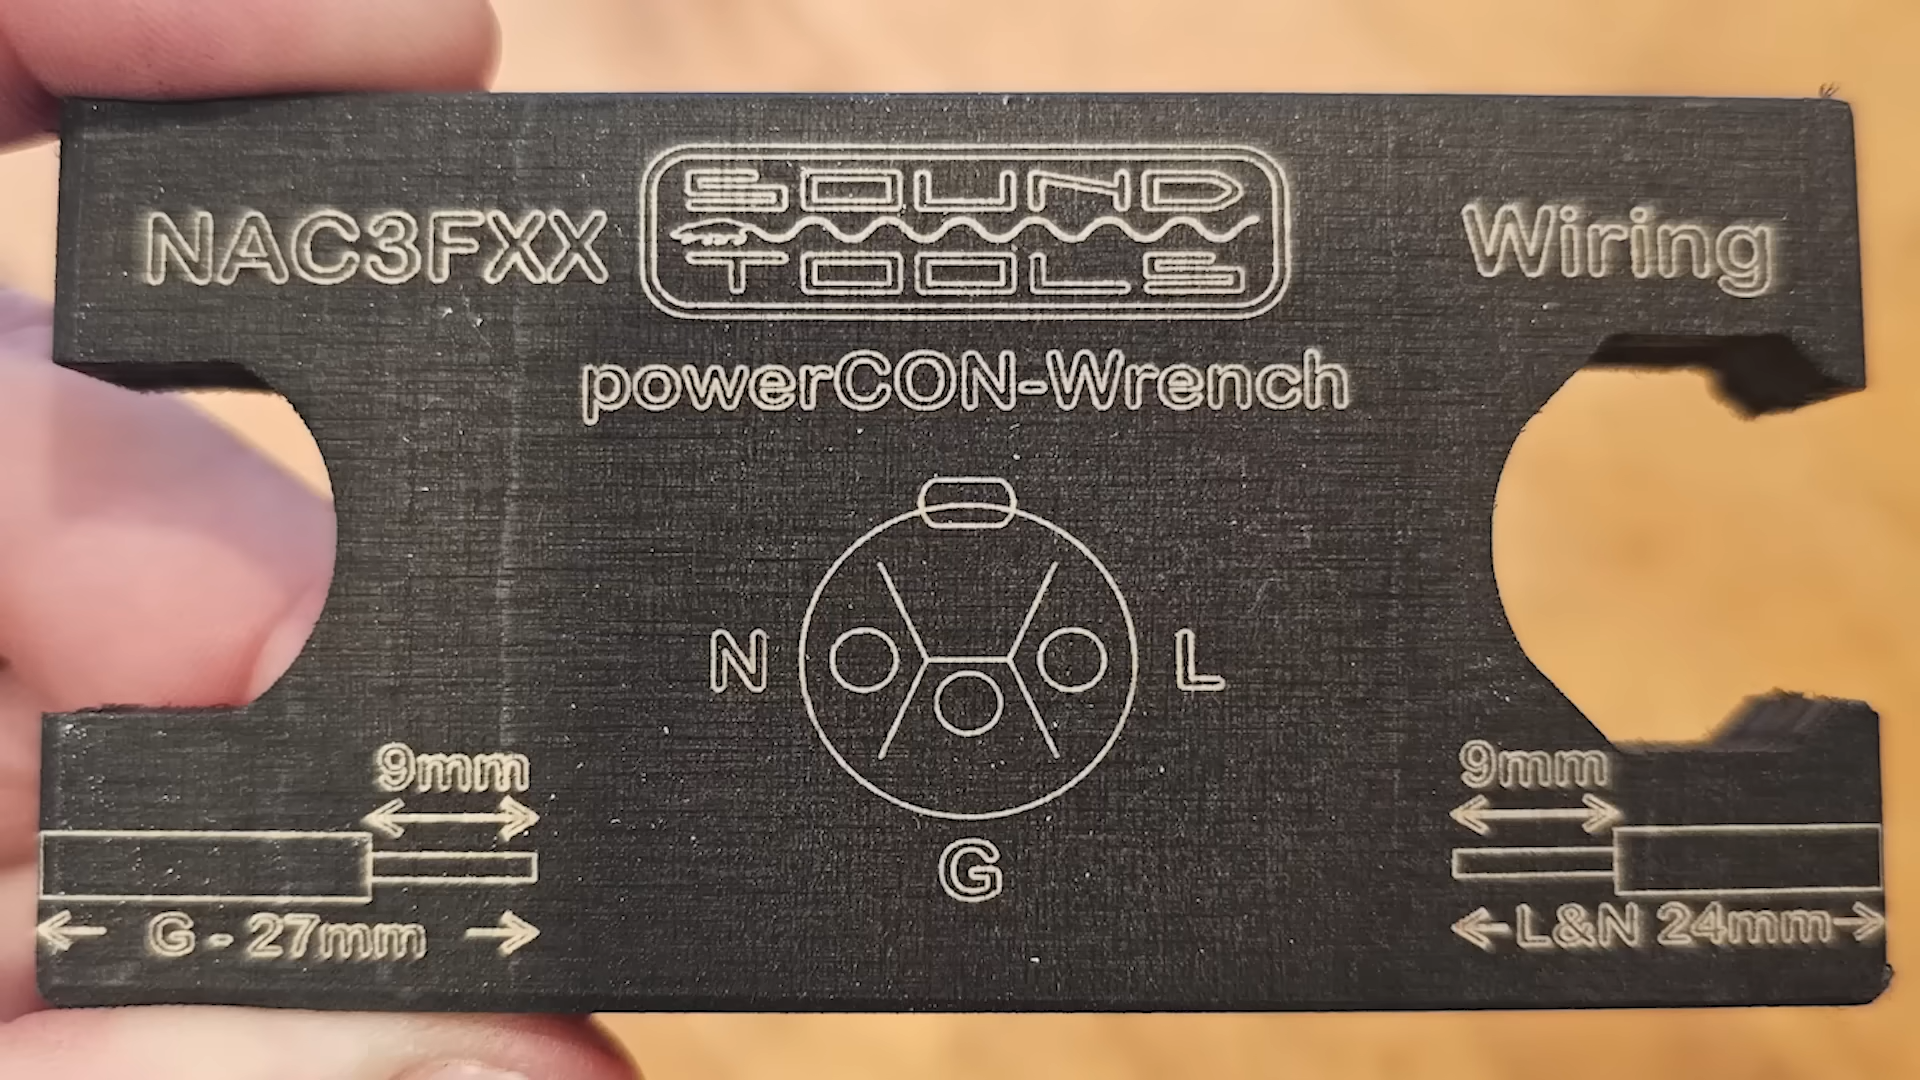 SOUND
TOOLS
NAC3FXX
Wiring
powerCON-Wrench
N
L
G
9mm
G - 27mm
9mm
L&N 24mm